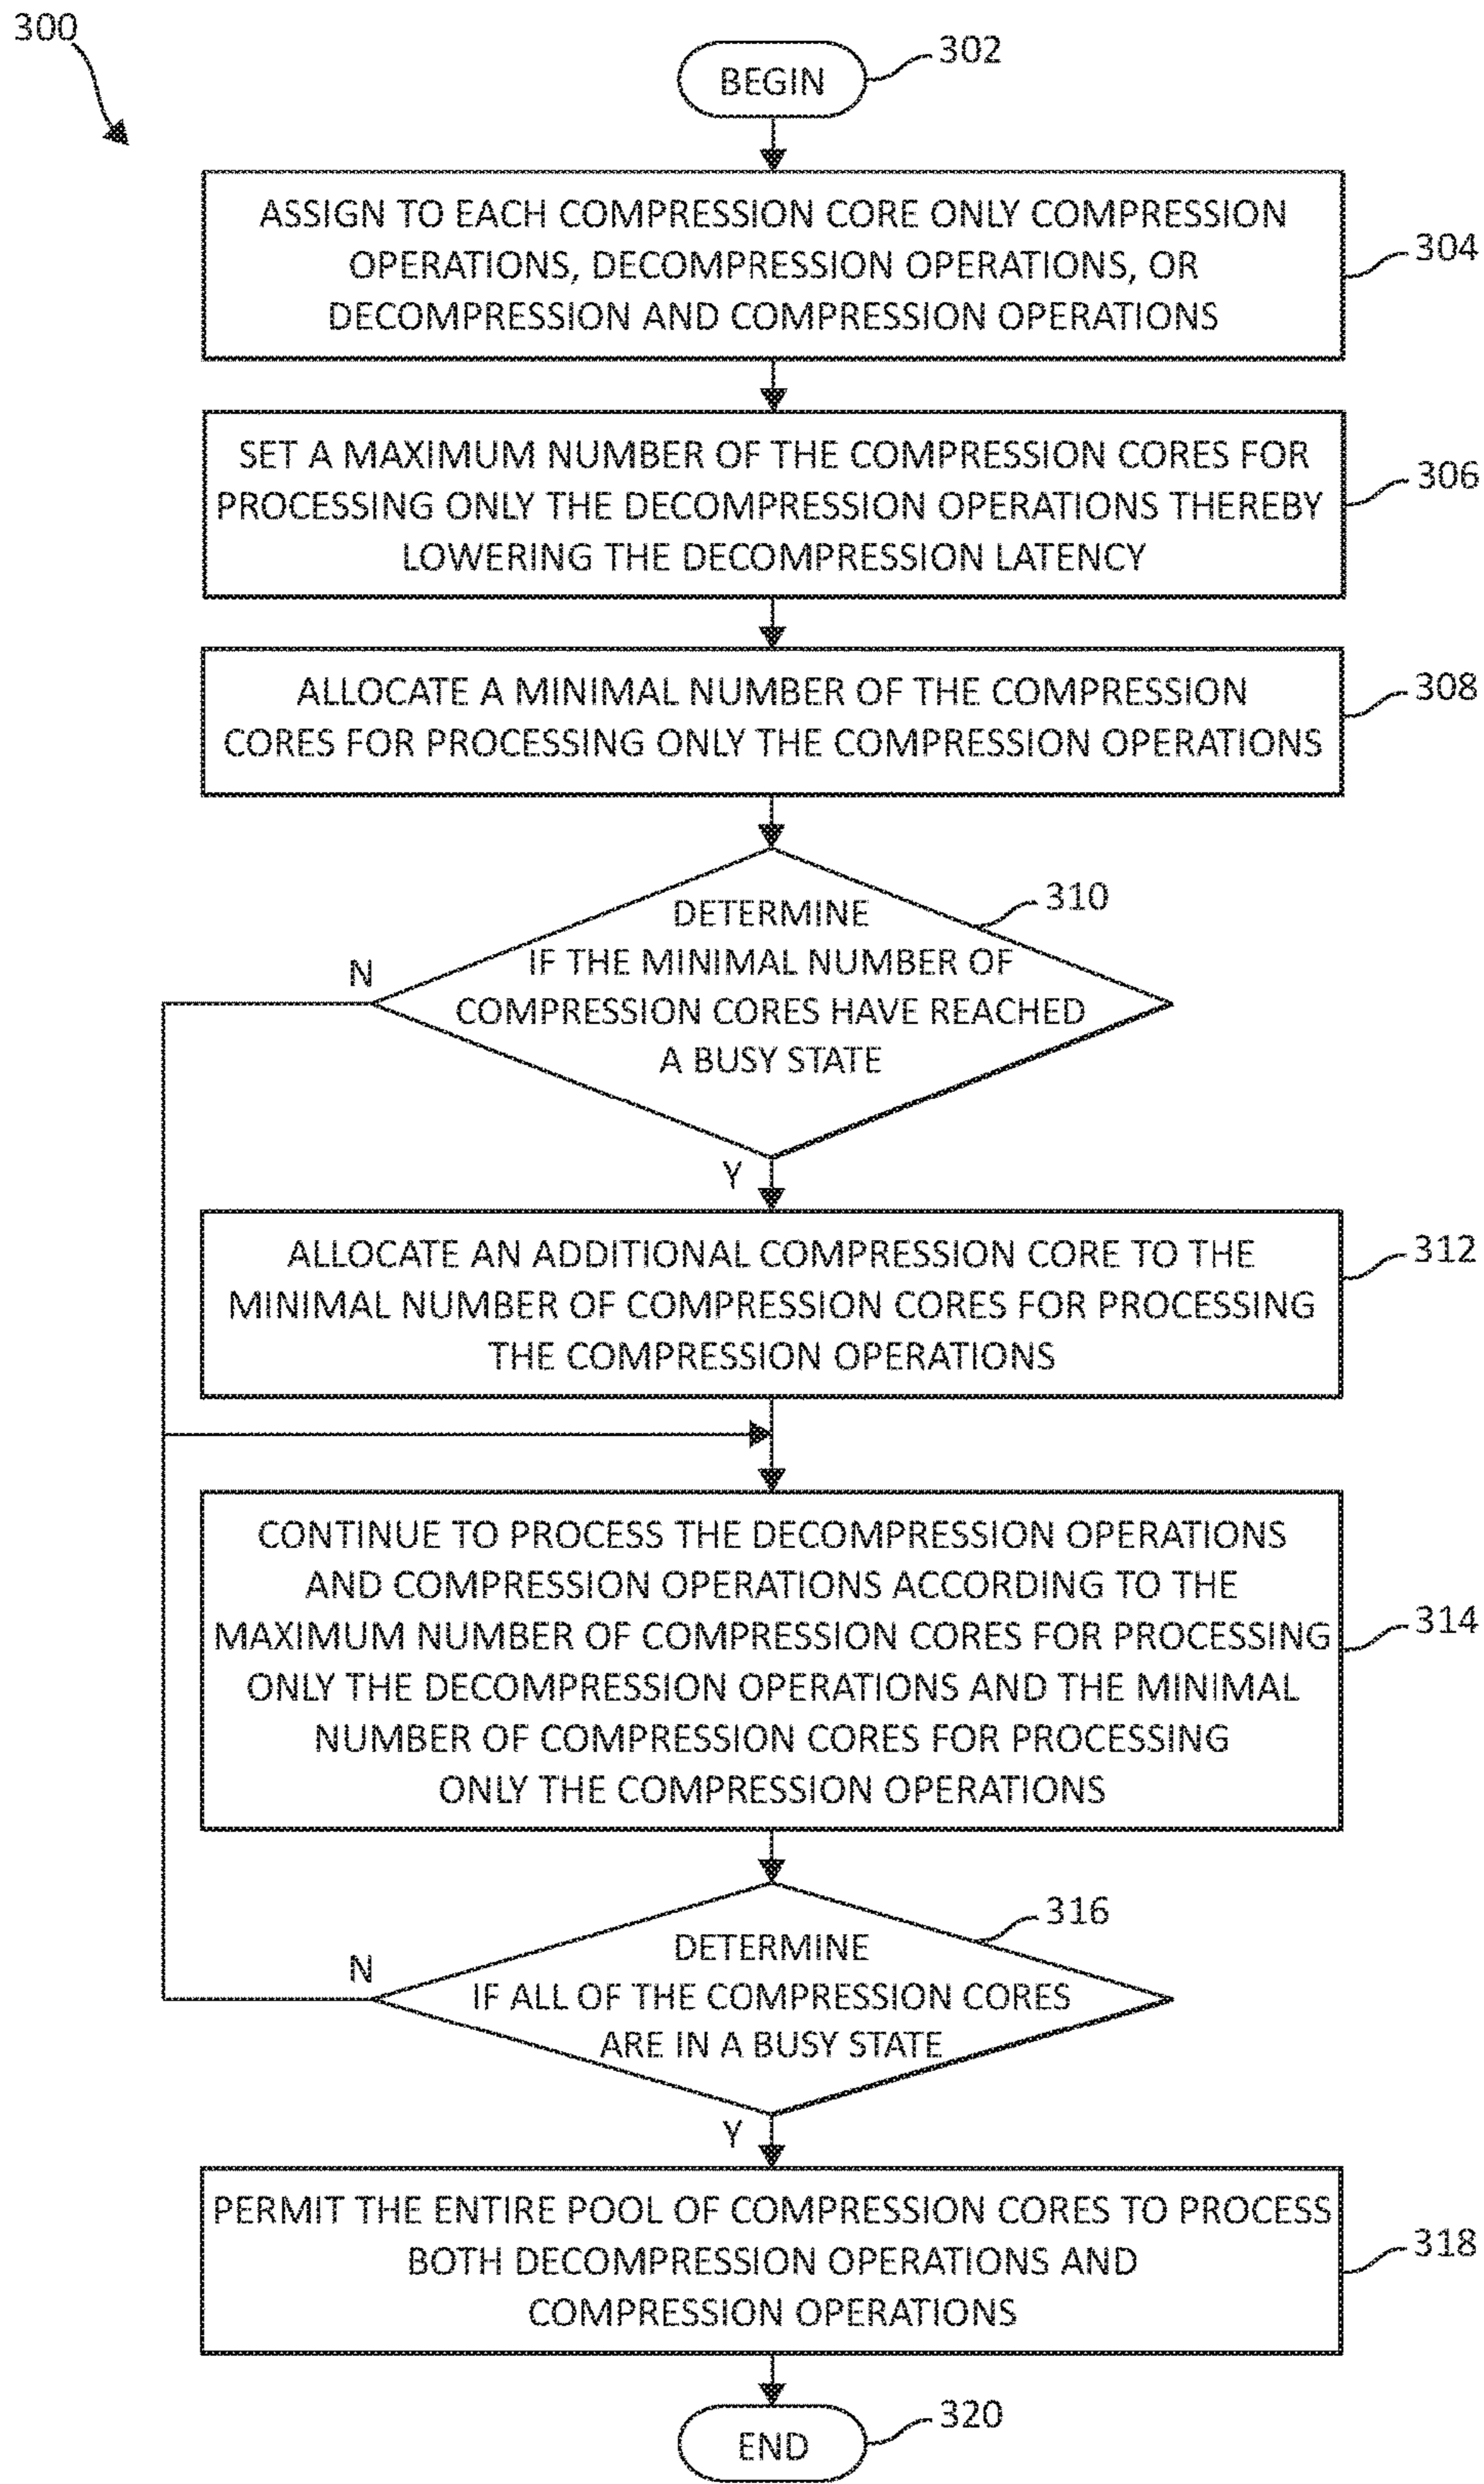 300
BEGIN
302
ASSIGN TO EACH COMPRESSION CORE ONLY COMPRESSION
OPERATIONS, DECOMPRESSION OPERATIONS, OR
DECOMPRESSION AND COMPRESSION OPERATIONS
304
SET A MAXIMUM NUMBER OF THE COMPRESSION CORES FOR
PROCESSING ONLY THE DECOMPRESSION OPERATIONS THEREBY
LOWERING THE DECOMPRESSION LATENCY
306
ALLOCATE A MINIMAL NUMBER OF THE COMPRESSION
CORES FOR PROCESSING ONLY THE COMPRESSION OPERATIONS
308
DETERMINE
IF THE MINIMAL NUMBER OF
COMPRESSION CORES HAVE REACHED
A BUSY STATE
310
N
Y
ALLOCATE AN ADDITIONAL COMPRESSION CORE TO THE
MINIMAL NUMBER OF COMPRESSION CORES FOR PROCESSING
THE COMPRESSION OPERATIONS
312
CONTINUE TO PROCESS THE DECOMPRESSION OPERATIONS
AND COMPRESSION OPERATIONS ACCORDING TO THE
MAXIMUM NUMBER OF COMPRESSION CORES FOR PROCESSING
ONLY THE DECOMPRESSION OPERATIONS AND THE MINIMAL
NUMBER OF COMPRESSION CORES FOR PROCESSING
ONLY THE COMPRESSION OPERATIONS
314
DETERMINE
IF ALL OF THE COMPRESSION CORES
ARE IN A BUSY STATE
316
N
Y
PERMIT THE ENTIRE POOL OF COMPRESSION CORES TO PROCESS
BOTH DECOMPRESSION OPERATIONS AND
COMPRESSION OPERATIONS
318
END
320